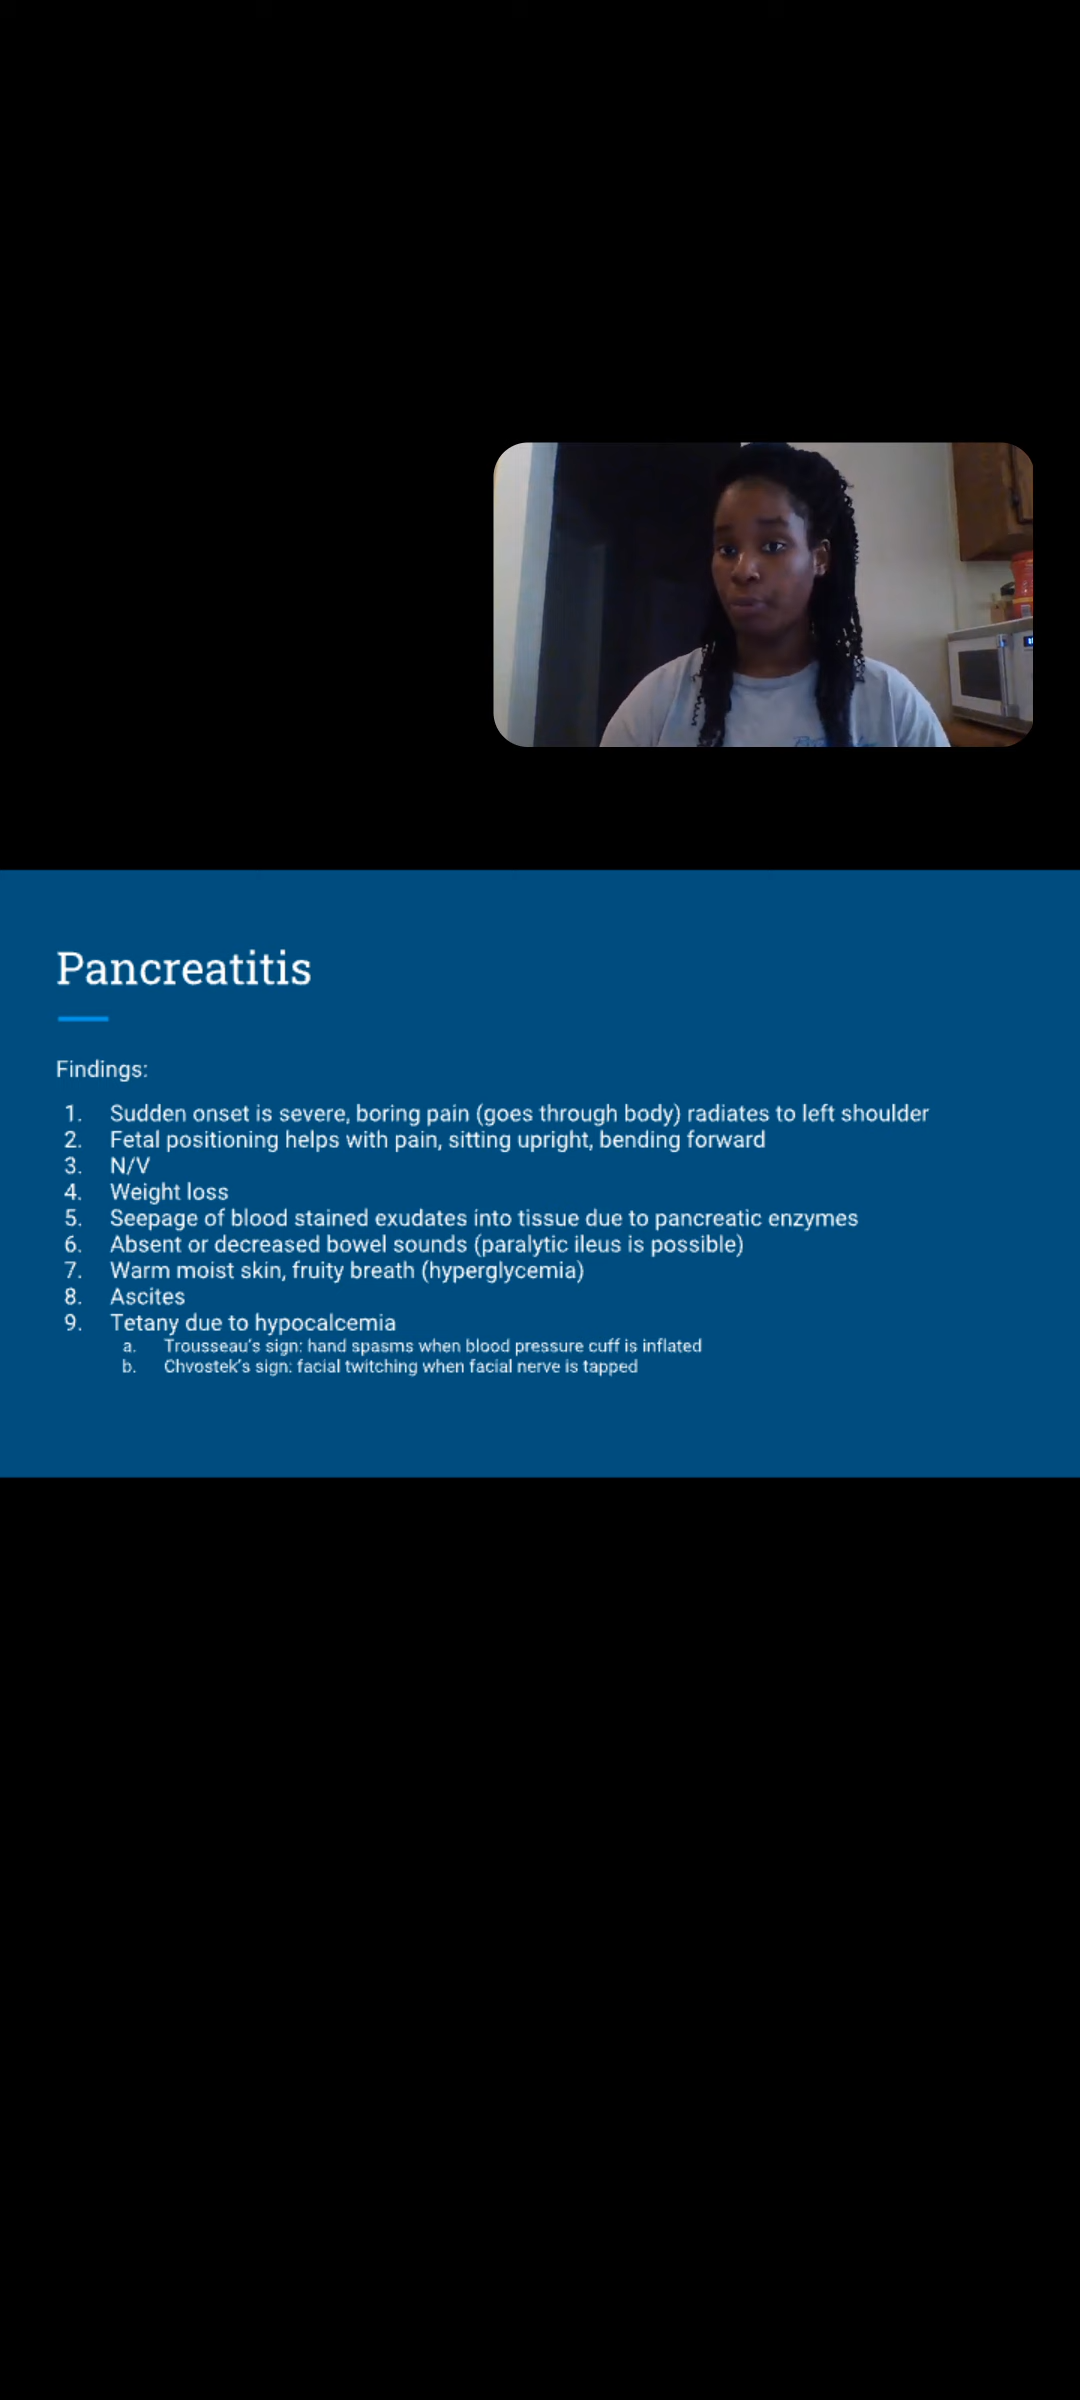 Pancreatitis
Findings:
1. Sudden onset is severe, boring pain (goes through body) radiates to left shoulder
2. Fetal positioning helps with pain, sitting upright, bending forward
3. N/V
4. Weight loss
5. Seepage of blood stained exudates into tissue due to pancreatic enzymes
6. Absent or decreased bowel sounds (paralytic ileus is possible)
7. Warm moist skin, fruity breath (hyperglycemia)
8. Ascites
9. Tetany due to hypocalcemia
a. Trousseau's sign: hand spasms when blood pressure cuff is inflated
b. Chvostek's sign: facial twitching when facial nerve is tapped